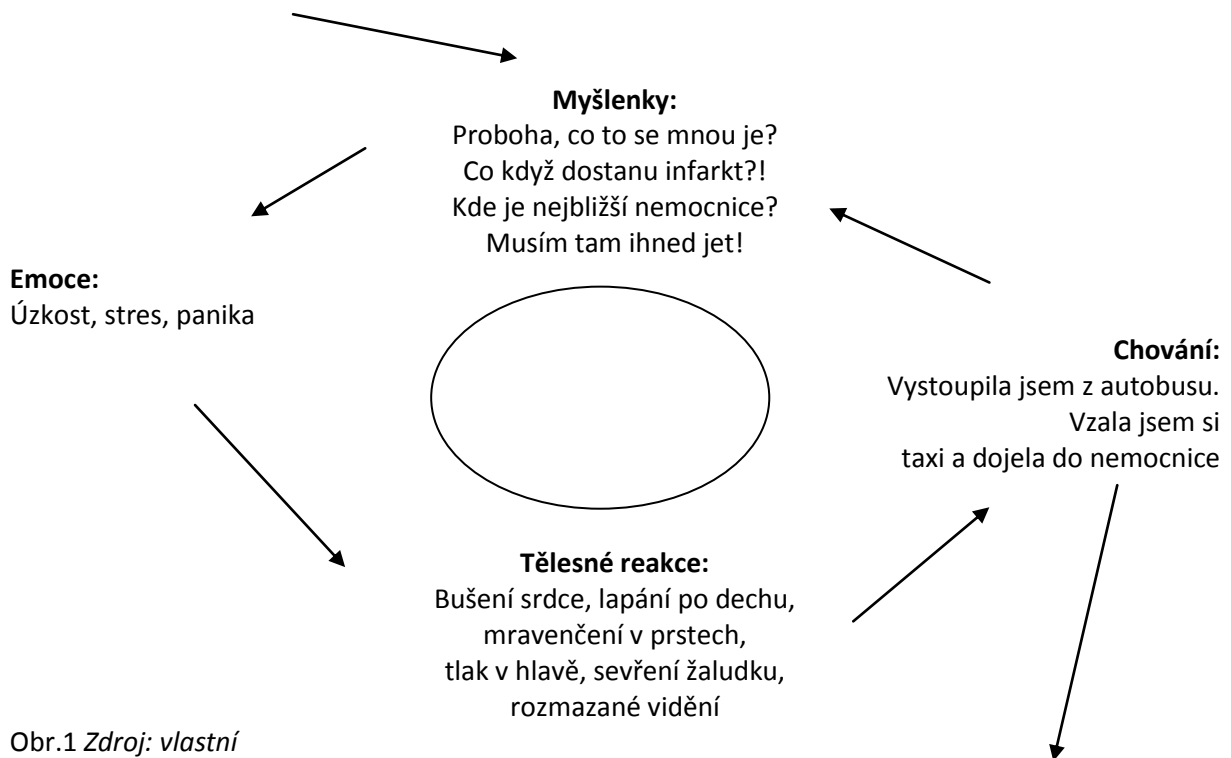 Myšlenky:
Proboha, co to se mnou je?
Co když dostanu infarkt?!
Kde je nejbližší nemocnice?
Musím tam ihned jet!
Emoce:
Úzkost, stres, panika
Chování:
Vystoupila jsem z autobusu.
Vzala jsem si
taxi a dojela do nemocnice
Tělesné reakce:
Bušení srdce, lapání po dechu,
mravenčení v prstech,
tlak v hlavě, sevření žaludku,
rozmazané vidění
Obr.1 Zdroj: vlastní